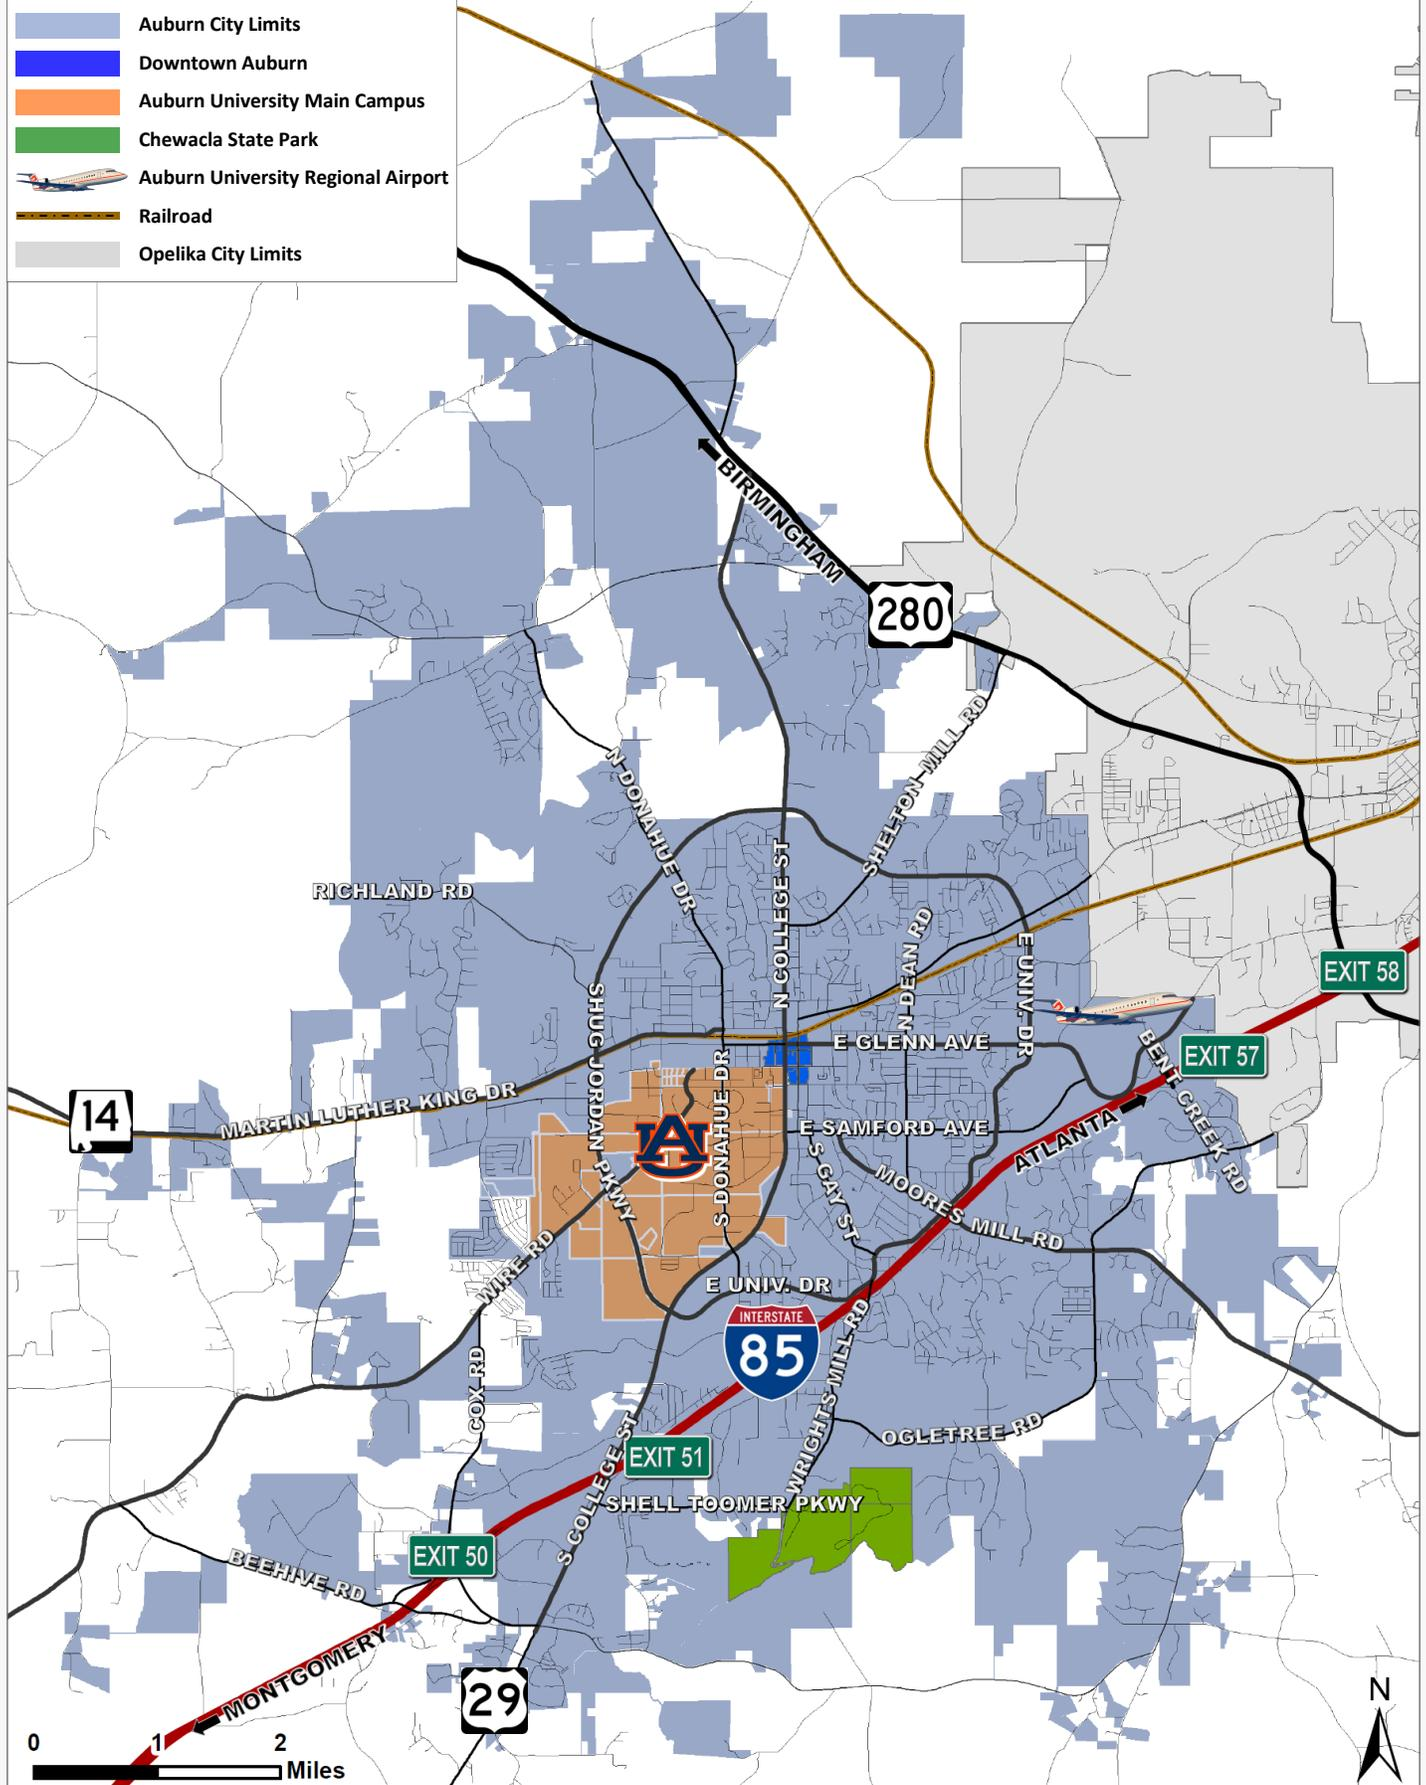 Auburn City Limits
Downtown Auburn
Auburn University Main Campus
Chewacla State Park
Auburn University Regional Airport
Railroad
Opelika City Limits
BIRMINGHAM
280
N DONAHUE DR
SHELTON MILL RD
RICHLAND RD
N COLLEGE ST
N DEAN RD
E UNIV. DR
EXIT 58
SHUG JORDAN PKWY
E GLENN AVE
BENT CREEK RD
EXIT 57
14
MARTIN LUTHER KING DR
S DONAHUE DR
AU
E SAMFORD AVE
ATLANTA
S GAY ST
MOORES MILL RD
WIRE RD
E UNIV. DR
INTERSTATE
85
COX RD
WRIGHTS MILL RD
S COLLEGE ST
OGLETREE RD
EXIT 51
SHELL TOOMER PKWY
EXIT 50
BEEHIVE RD
MONTGOMERY
29
N
0 1 2
Miles